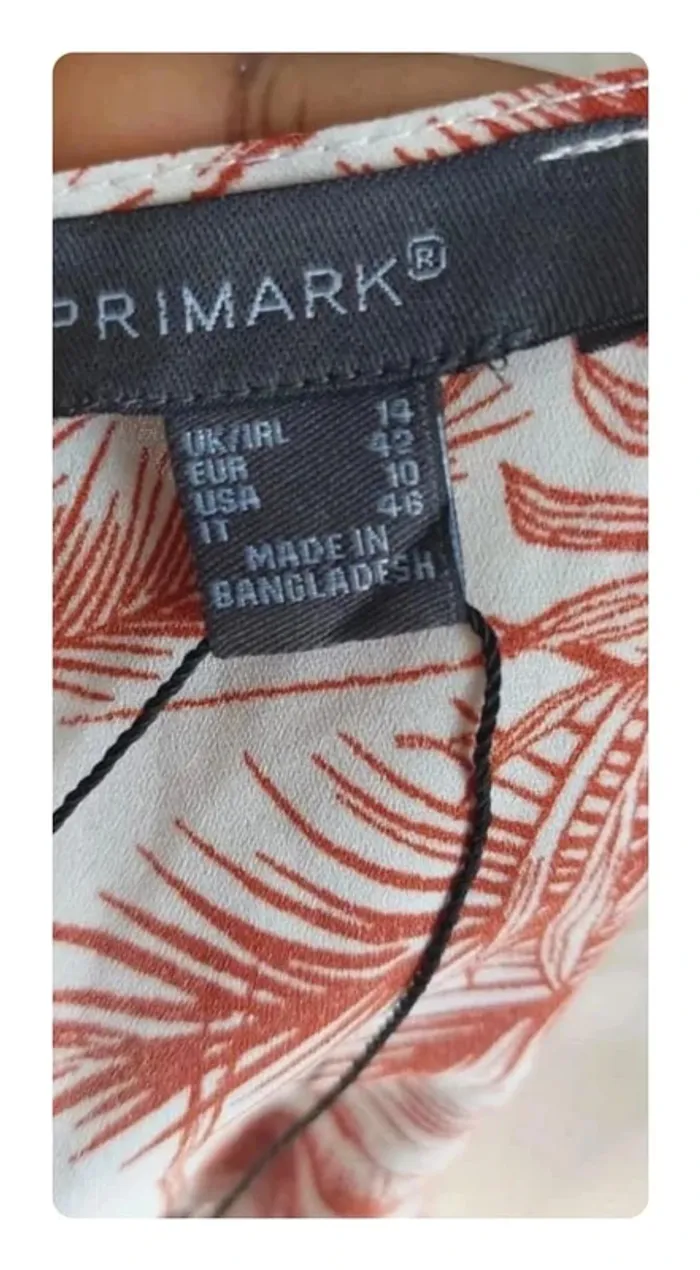 PRIMARK®
UK/IRL 14
EUR 42
USA 10
IT 46
MADE IN
BANGLADESH